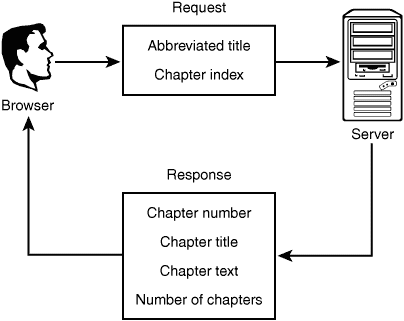 Request
Abbreviated title
Chapter index
Browser
Server
Response
Chapter number
Chapter title
Chapter text
Number of chapters